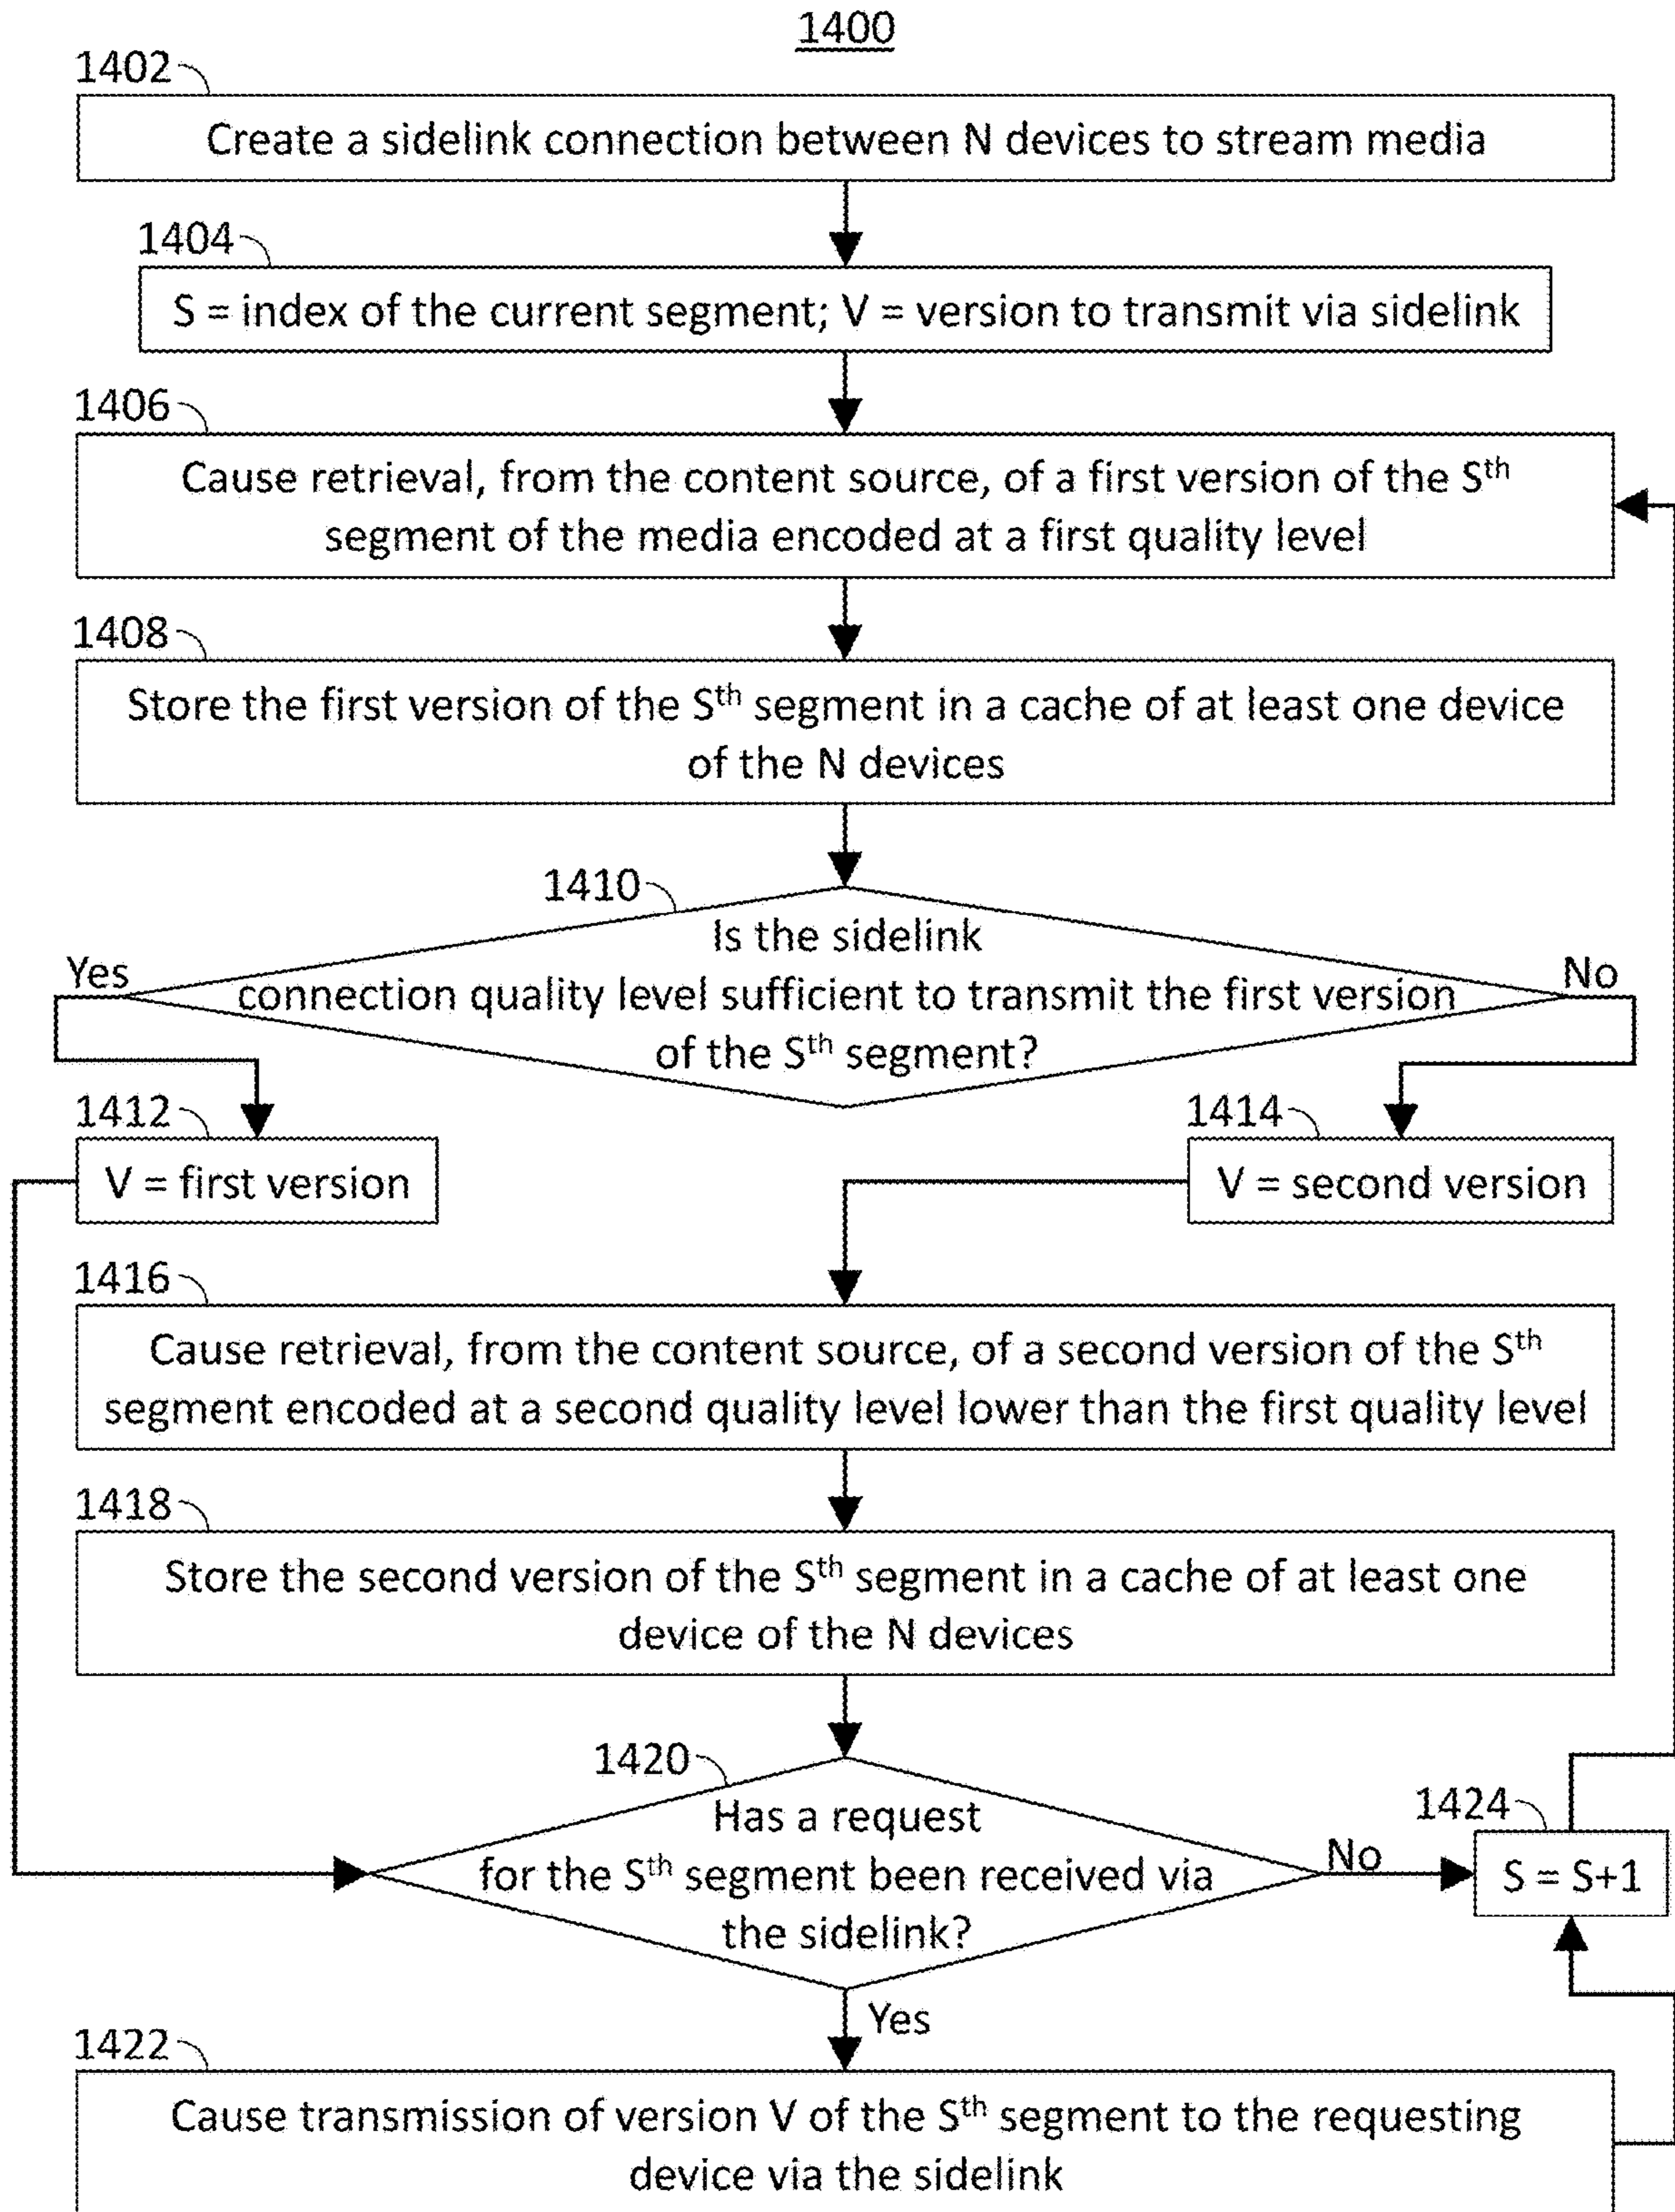 1400
1402
Create a sidelink connection between N devices to stream media
1404
S = index of the current segment; V = version to transmit via sidelink
1406
Cause retrieval, from the content source, of a first version of the Sth
segment of the media encoded at a first quality level
1408
Store the first version of the Sth segment in a cache of at least one device
of the N devices
1410
Is the sidelink
connection quality level sufficient to transmit the first version
of the Sth segment?
Yes
No
1412
V = first version
1414
V = second version
1416
Cause retrieval, from the content source, of a second version of the Sth
segment encoded at a second quality level lower than the first quality level
1418
Store the second version of the Sth segment in a cache of at least one
device of the N devices
1420
Has a request
for the Sth segment been received via
the sidelink?
No
1424
S = S+1
Yes
1422
Cause transmission of version V of the Sth segment to the requesting
device via the sidelink